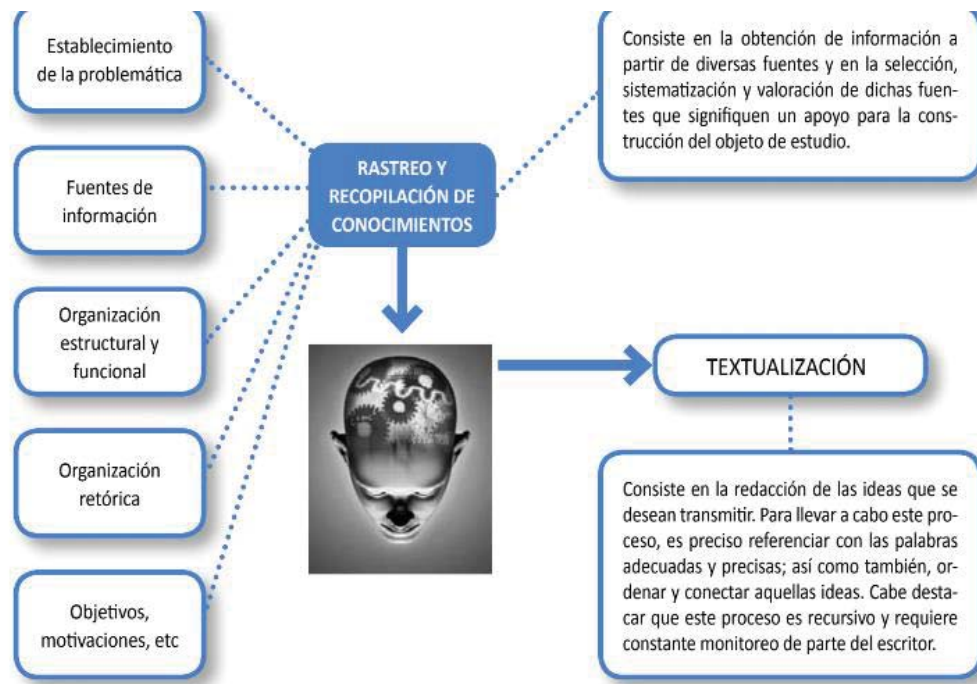 Establecimiento
de la problemática
Fuentes de
información
Organización
estructural y
funcional
Organización
retórica
Objetivos,
motivaciones, etc
RASTREO Y
RECOPILACIÓN DE
CONOCIMIENTOS
Consiste en la obtención de información a
partir de diversas fuentes y en la selección,
sistematización y valoración de dichas fuen-
tes que signifiquen un apoyo para la cons-
trucción del objeto de estudio.
TEXTUALIZACIÓN
Consiste en la redacción de las ideas que se
desean transmitir. Para llevar a cabo este pro-
ceso, es preciso referenciar con las palabras
adecuadas y precisas; así como también, or-
denar y conectar aquellas ideas. Cabe desta-
car que este proceso es recursivo y requiere
constante monitoreo de parte del escritor.